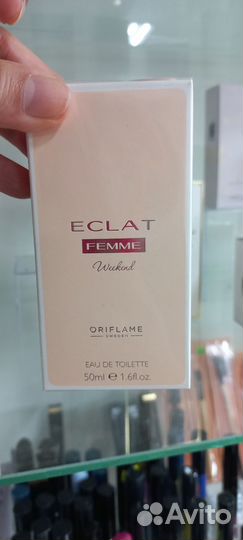 ECLAT
FEMME
Weekend
ORIFLAME
SWEDEN
EAU DE TOILETTE
50ml ℮ 1.6fl.oz.
Avito